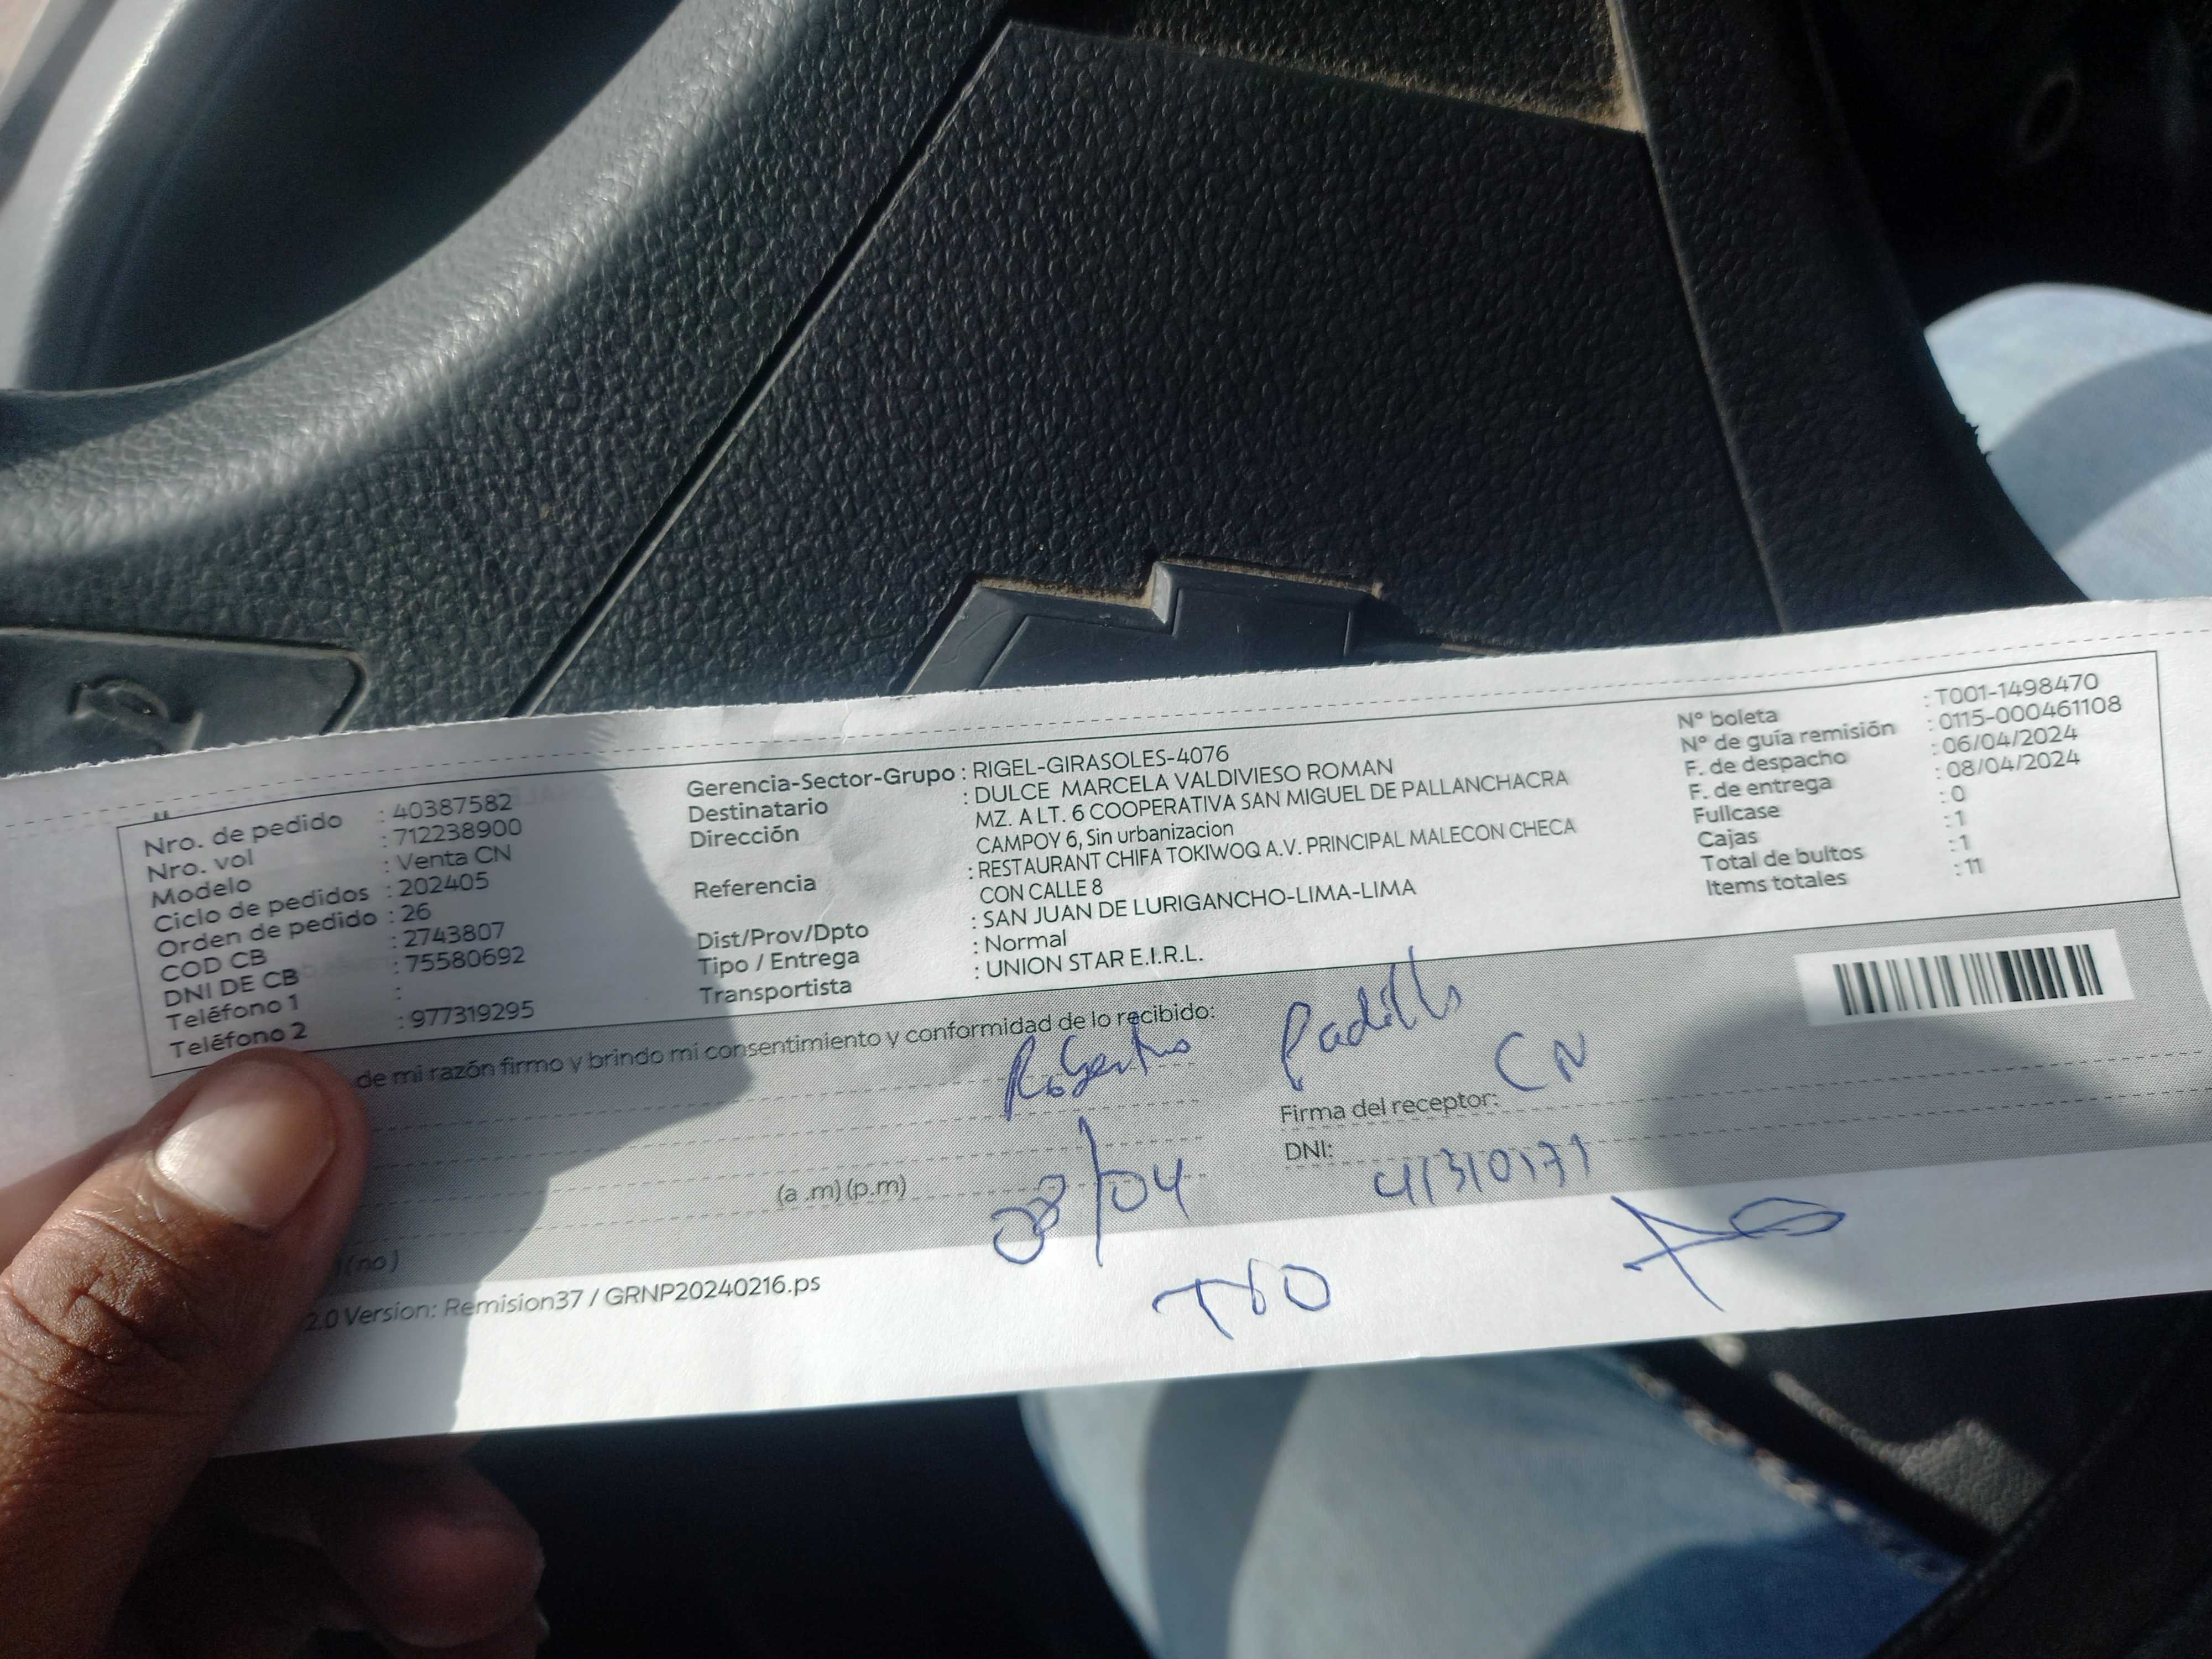 Nro. de pedido : 40387582
Nro. vol : 712238900
Modelo : Venta CN
Ciclo de pedidos : 202405
Orden de pedido : 26
COD CB : 2743807
DNI DE CB : 75580692
Teléfono 1 :
Teléfono 2 : 977319295
Gerencia-Sector-Grupo : RIGEL-GIRASOLES-4076
Destinatario : DULCE MARCELA VALDIVIESO ROMAN
Dirección MZ. A LT. 6 COOPERATIVA SAN MIGUEL DE PALLANCHACRA
CAMPOY 6, Sin urbanizacion
Referencia : RESTAURANT CHIFA TOKIWOQ A.V. PRINCIPAL MALECON CHECA
CON CALLE 8
Dist/Prov/Dpto : SAN JUAN DE LURIGANCHO-LIMA-LIMA
Tipo / Entrega : Normal
Transportista : UNION STAR E.I.R.L.
Nº boleta : T001-1498470
Nº de guía remisión : 0115-000461108
F. de despacho : 06/04/2024
F. de entrega : 08/04/2024
Fullcase : 0
Cajas : 1
Total de bultos : 1
Items totales : 11
de mi razón firmo y brindo mi consentimiento y conformidad de lo recibido:
Roberto Padilla
CN
Firma del receptor:
DNI: 41310171
(a .m) (p.m)
08/04
(no)
TIO
2.0 Version: Remision37 / GRNP20240216.ps